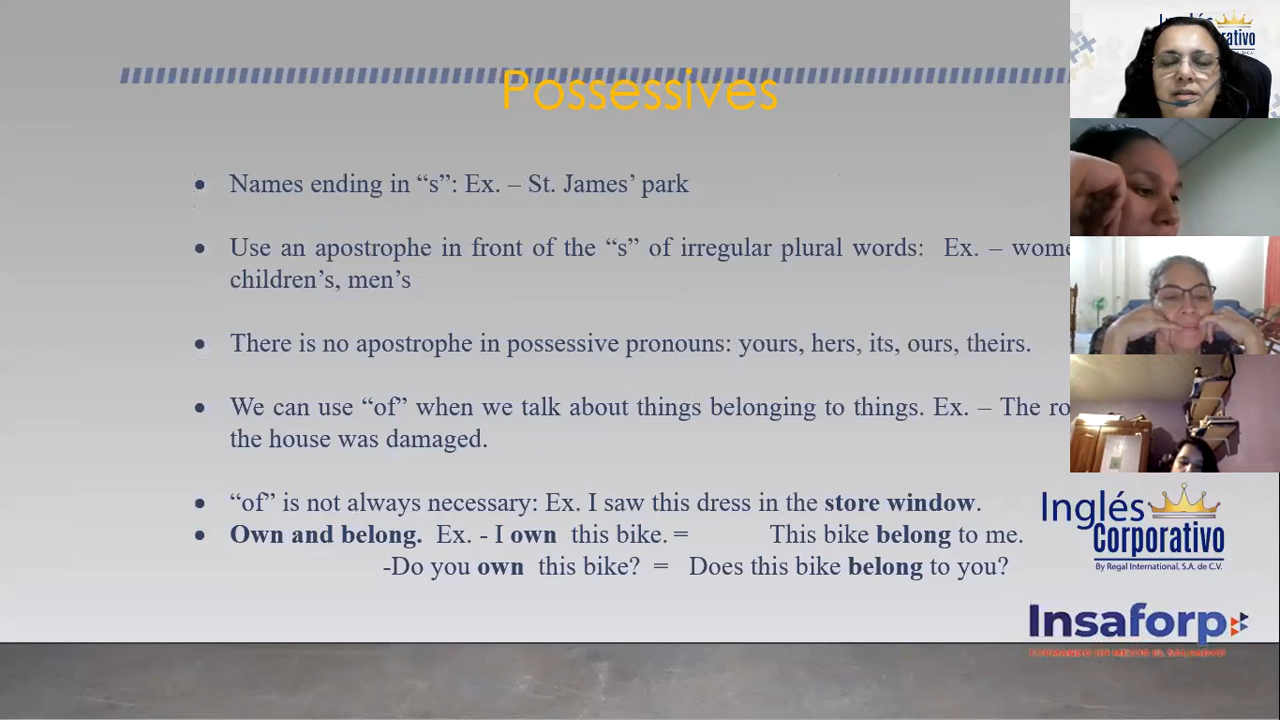 Possessives
• Names ending in “s”: Ex. – St. James’ park
• Use an apostrophe in front of the “s” of irregular plural words: Ex. –
children’s, men’s
• There is no apostrophe in possessive pronouns: yours, hers, its, ours, theirs.
• We can use “of” when we talk about things belonging to things. Ex. – The
the house was damaged.
• “of” is not always necessary: Ex. I saw this dress in the store window.
• Own and belong. Ex. - I own this bike. = This bike belong to me.
-Do you own this bike? = Does this bike belong to you?
Inglés
Corporativo
By Regal International, S.A. de C.V.
Insaforp